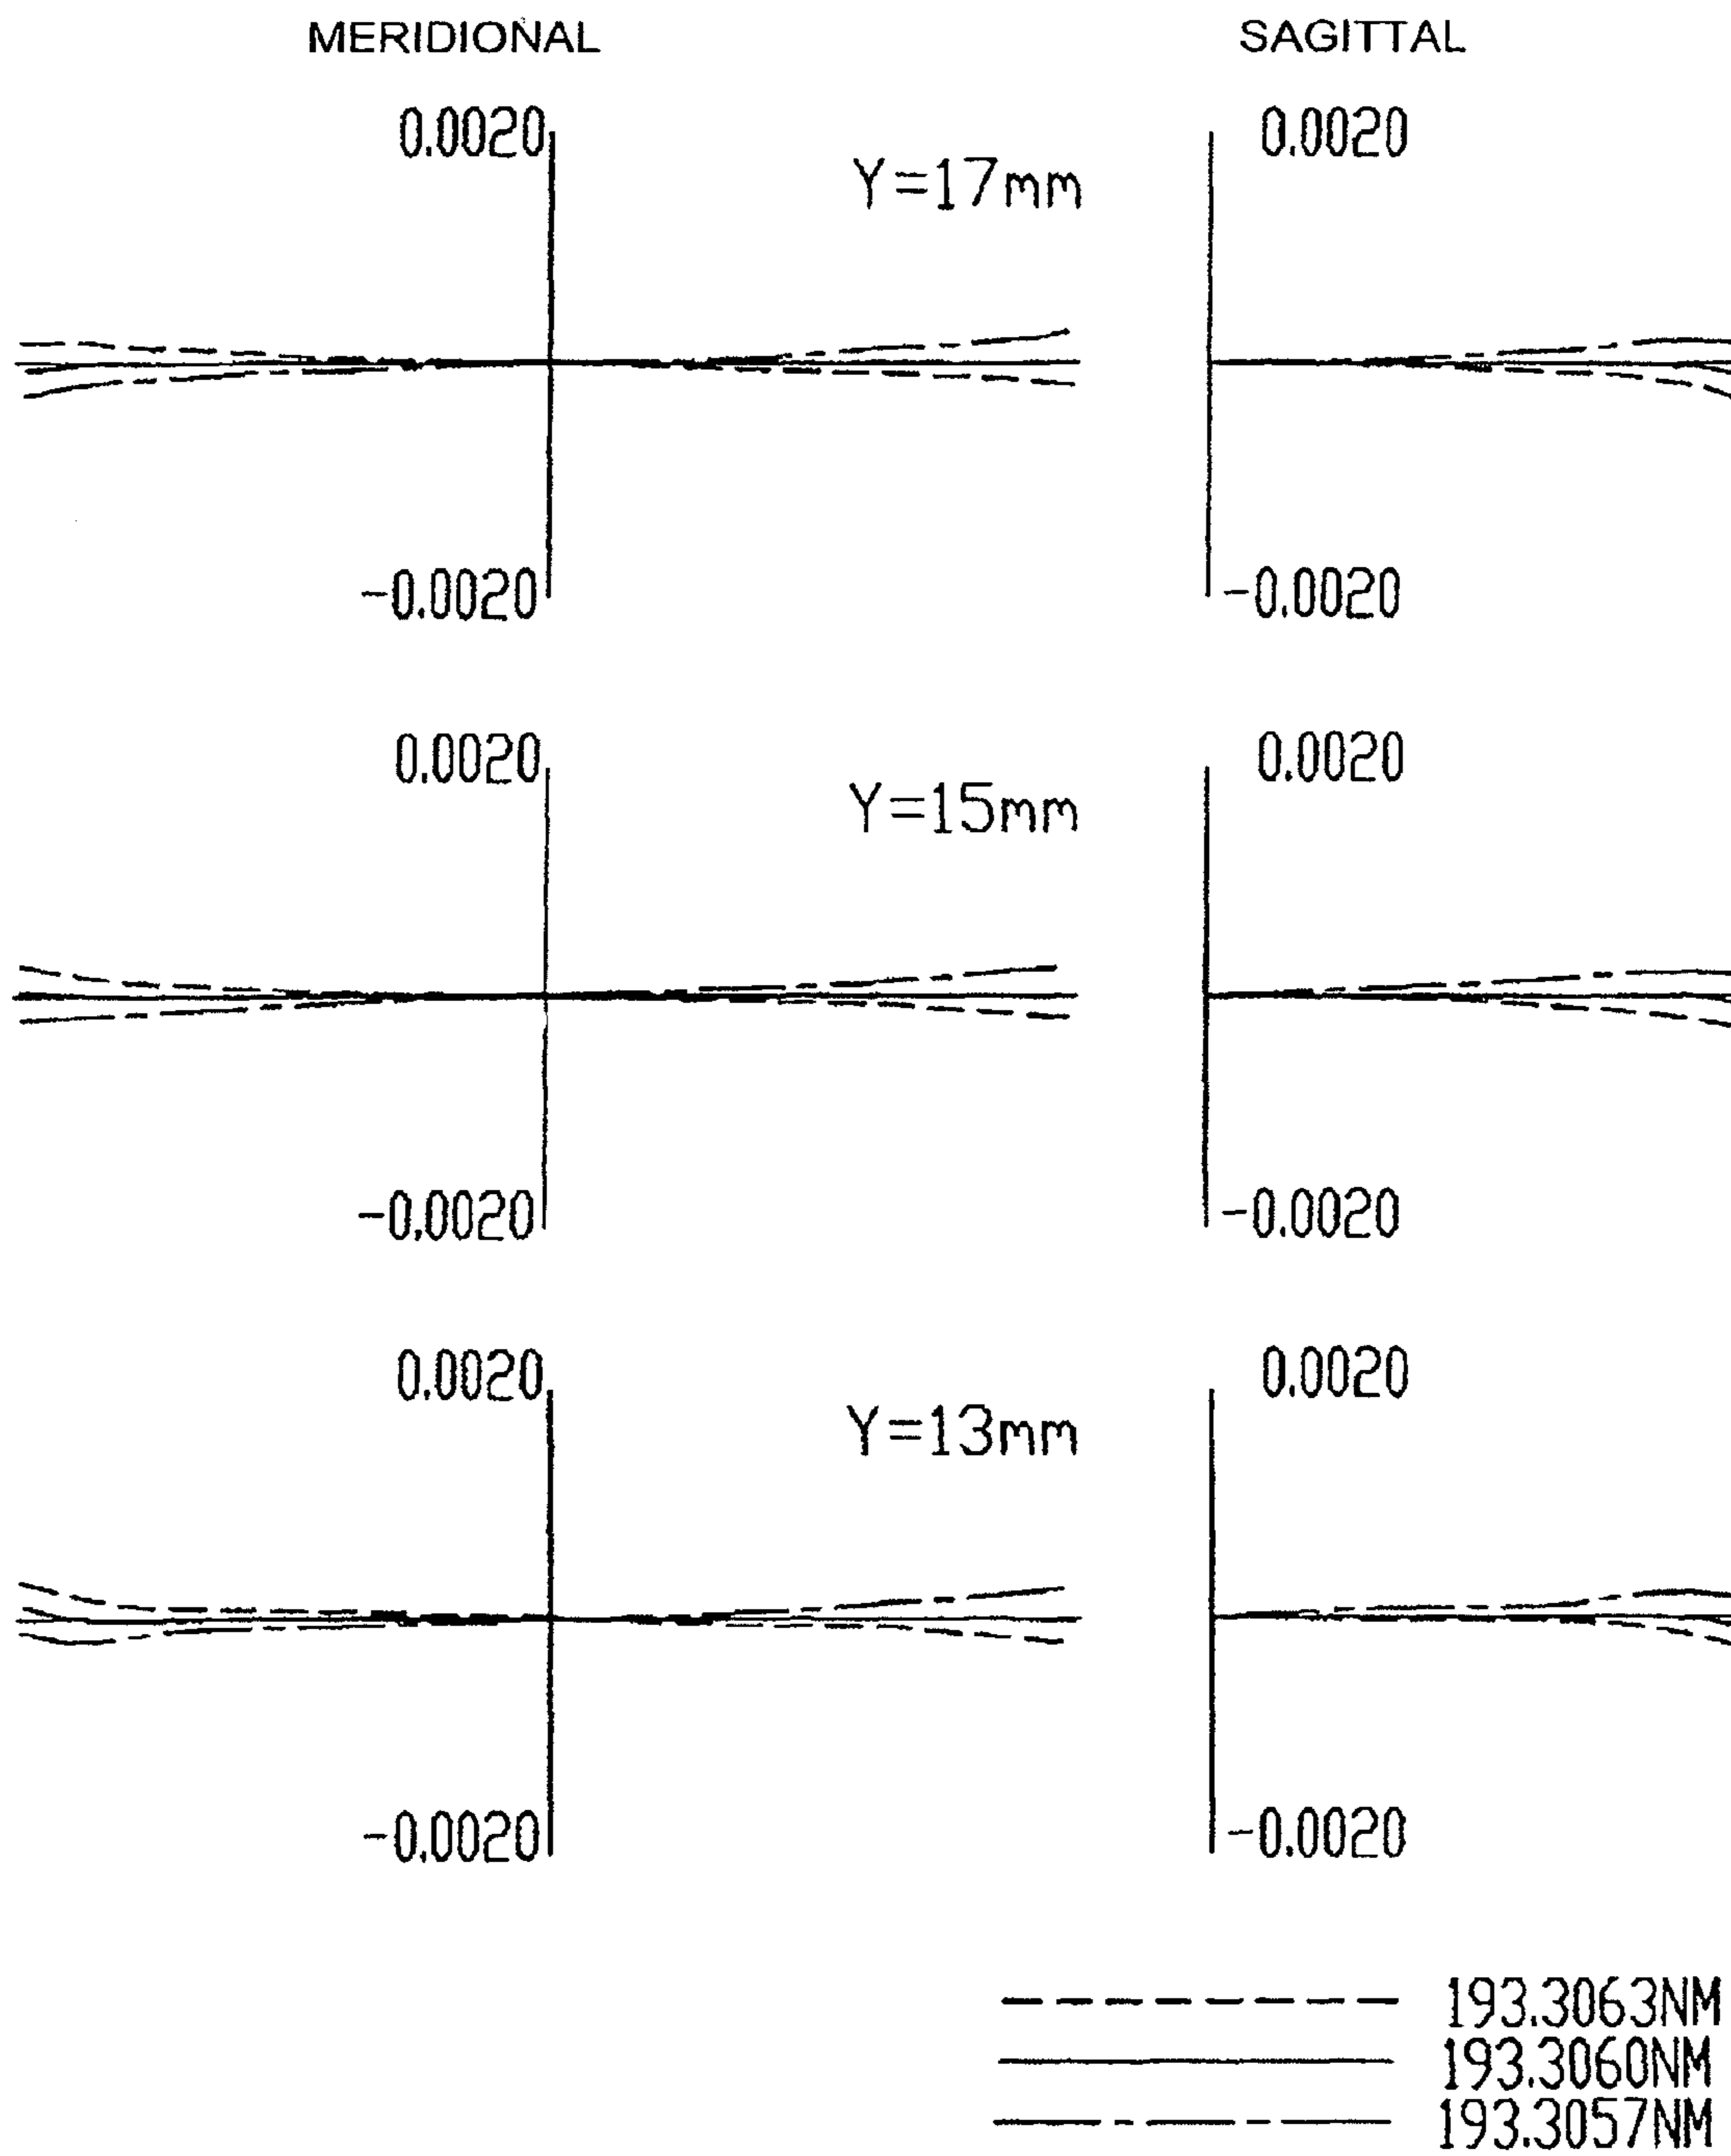 MERIDIONAL SAGITTAL
0.0020 0.0020
Y=17mm
-0.0020 -0.0020
0.0020 0.0020
Y=15mm
-0.0020 -0.0020
0.0020 0.0020
Y=13mm
-0.0020 -0.0020
193.3063NM
193.3060NM
193.3057NM